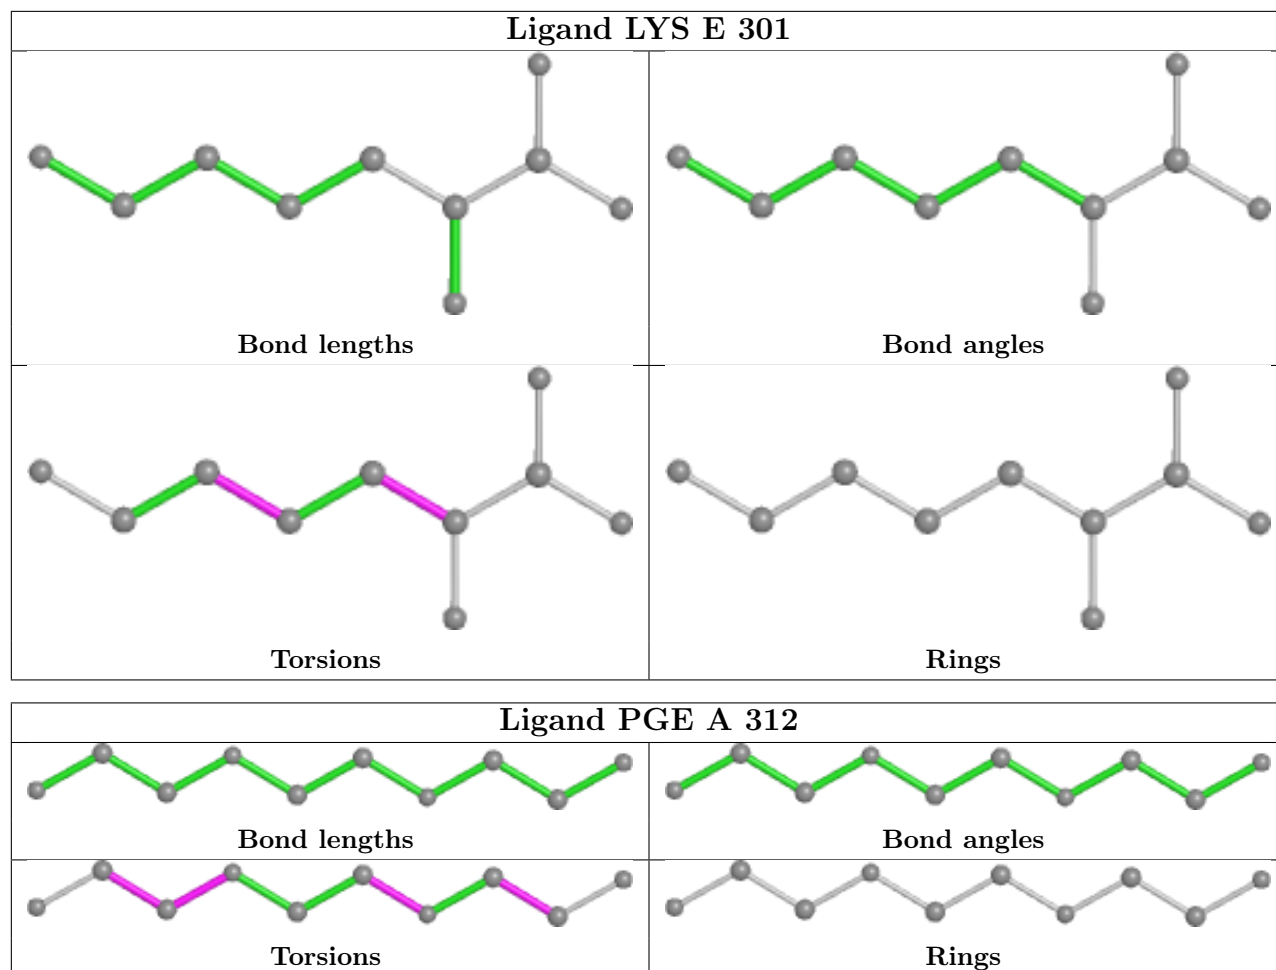 Ligand LYS E 301
Bond lengths
Bond angles
Torsions
Rings
Ligand PGE A 312
Bond lengths
Bond angles
Torsions
Rings